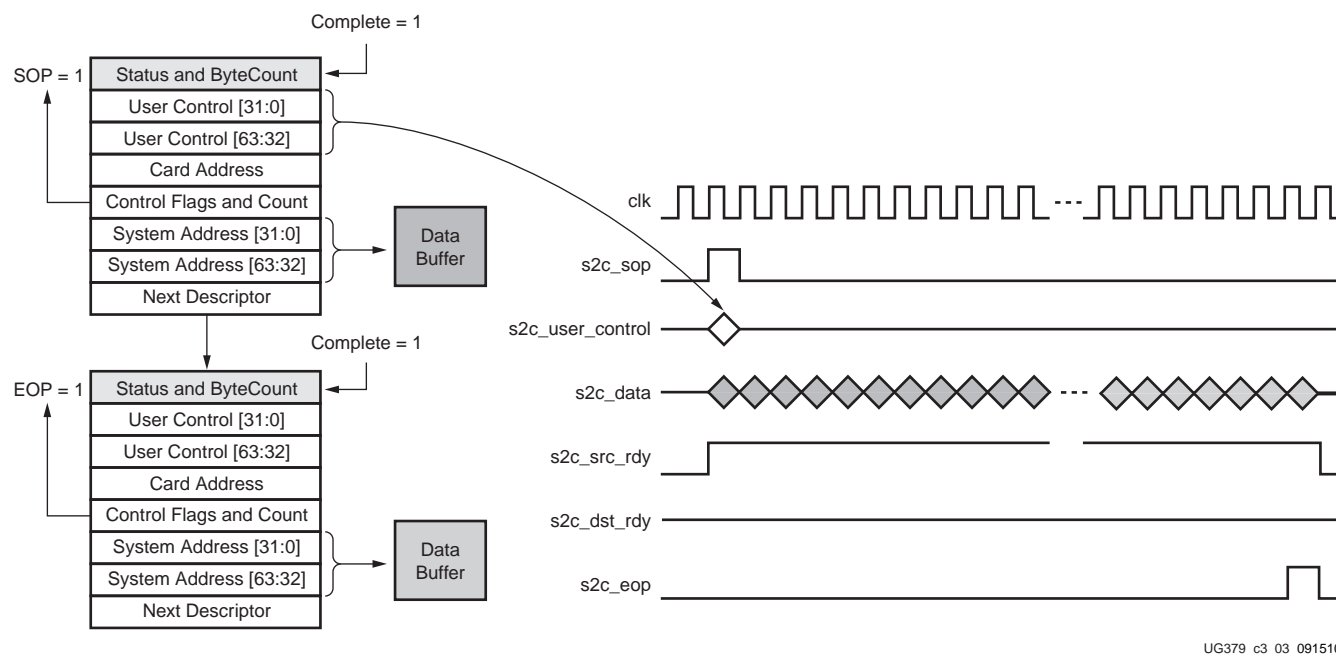 Complete = 1
SOP = 1
Status and ByteCount
User Control [31:0]
User Control [63:32]
Card Address
Control Flags and Count
System Address [31:0]
System Address [63:32]
Next Descriptor
Data
Buffer
Complete = 1
EOP = 1
Status and ByteCount
User Control [31:0]
User Control [63:32]
Card Address
Control Flags and Count
System Address [31:0]
System Address [63:32]
Next Descriptor
Data
Buffer
clk
s2c_sop
s2c_user_control
s2c_data
s2c_src_rdy
s2c_dst_rdy
s2c_eop
UG379_c3_03_091510